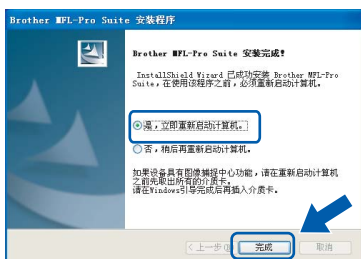 Brother MFL-Pro Suite 安装程序
Brother MFL-Pro Suite 安装完成!
InstallShield Wizard 已成功安装 Brother MFL-Pro
Suite，在使用该程序之前，必须重新启动计算机。
是，立即重新启动计算机。
否，稍后再重新启动计算机。
如果设备具有图像捕捉中心功能，请在重新启动计算机
之前先取出所有的介质卡。
请在Windows引导完成后再插入介质卡。
<上一步(B) 完成 取消